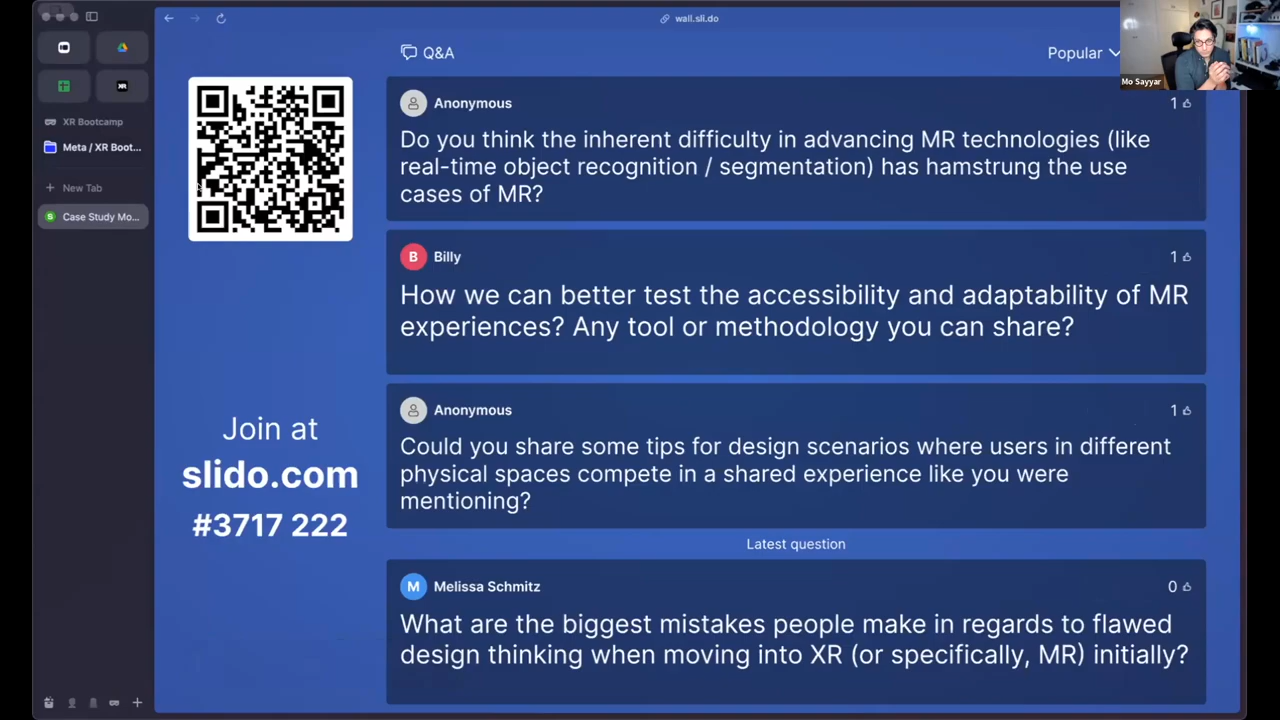 wall.sli.do
XR Bootcamp
Meta / XR Boot...
New Tab
Case Study Mo...
Q&A
Popular
Mo Sayyar
Anonymous
1
Do you think the inherent difficulty in advancing MR technologies (like
real-time object recognition / segmentation) has hamstrung the use
cases of MR?
B
Billy
1
How we can better test the accessibility and adaptability of MR
experiences? Any tool or methodology you can share?
Anonymous
1
Could you share some tips for design scenarios where users in different
physical spaces compete in a shared experience like you were
mentioning?
Join at
slido.com
#3717 222
Latest question
M
Melissa Schmitz
0
What are the biggest mistakes people make in regards to flawed
design thinking when moving into XR (or specifically, MR) initially?